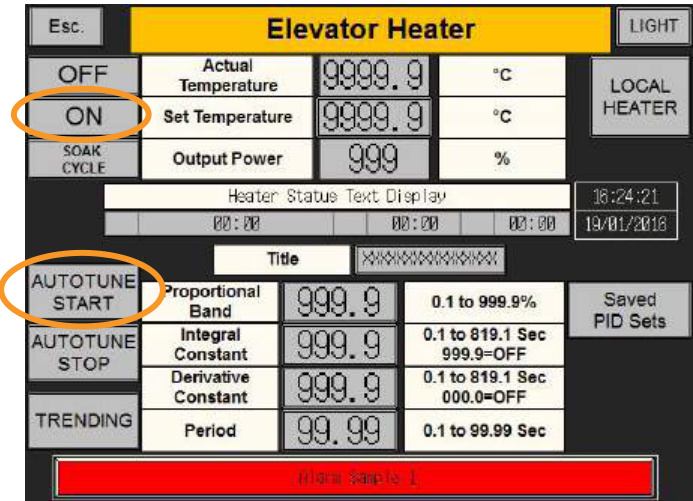 Esc.
Elevator Heater
LIGHT
OFF
Actual
Temperature
9999.9
°C
LOCAL
HEATER
ON
Set Temperature
9999.9
°C
SOAK
CYCLE
Output Power
999
%
Heater Status Text Display
16:24:21
00:00
00:00
00:00
19/01/2016
Title
XXXXXXXXXXXXXXXX
AUTOTUNE
START
Proportional
Band
999.9
0.1 to 999.9%
Saved
PID Sets
AUTOTUNE
STOP
Integral
Constant
999.9
0.1 to 819.1 Sec
999.9=OFF
Derivative
Constant
999.9
0.1 to 819.1 Sec
000.0=OFF
TRENDING
Period
99.99
0.1 to 99.99 Sec
Alarm Sample 1